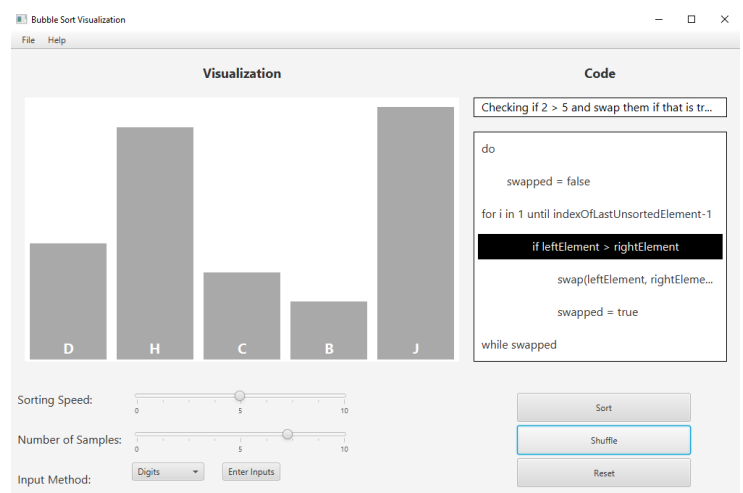 Bubble Sort Visualization
File Help
Visualization
Code
Checking if 2 > 5 and swap them if that is tr...
do
swapped = false
for i in 1 until indexOfLastUnsortedElement-1
if leftElement > rightElement
swap(leftElement, rightEleme...
swapped = true
while swapped
D H C B J
Sorting Speed:
0 5 10
Number of Samples:
0 5 10
Input Method:
Digits
Enter Inputs
Sort
Shuffle
Reset